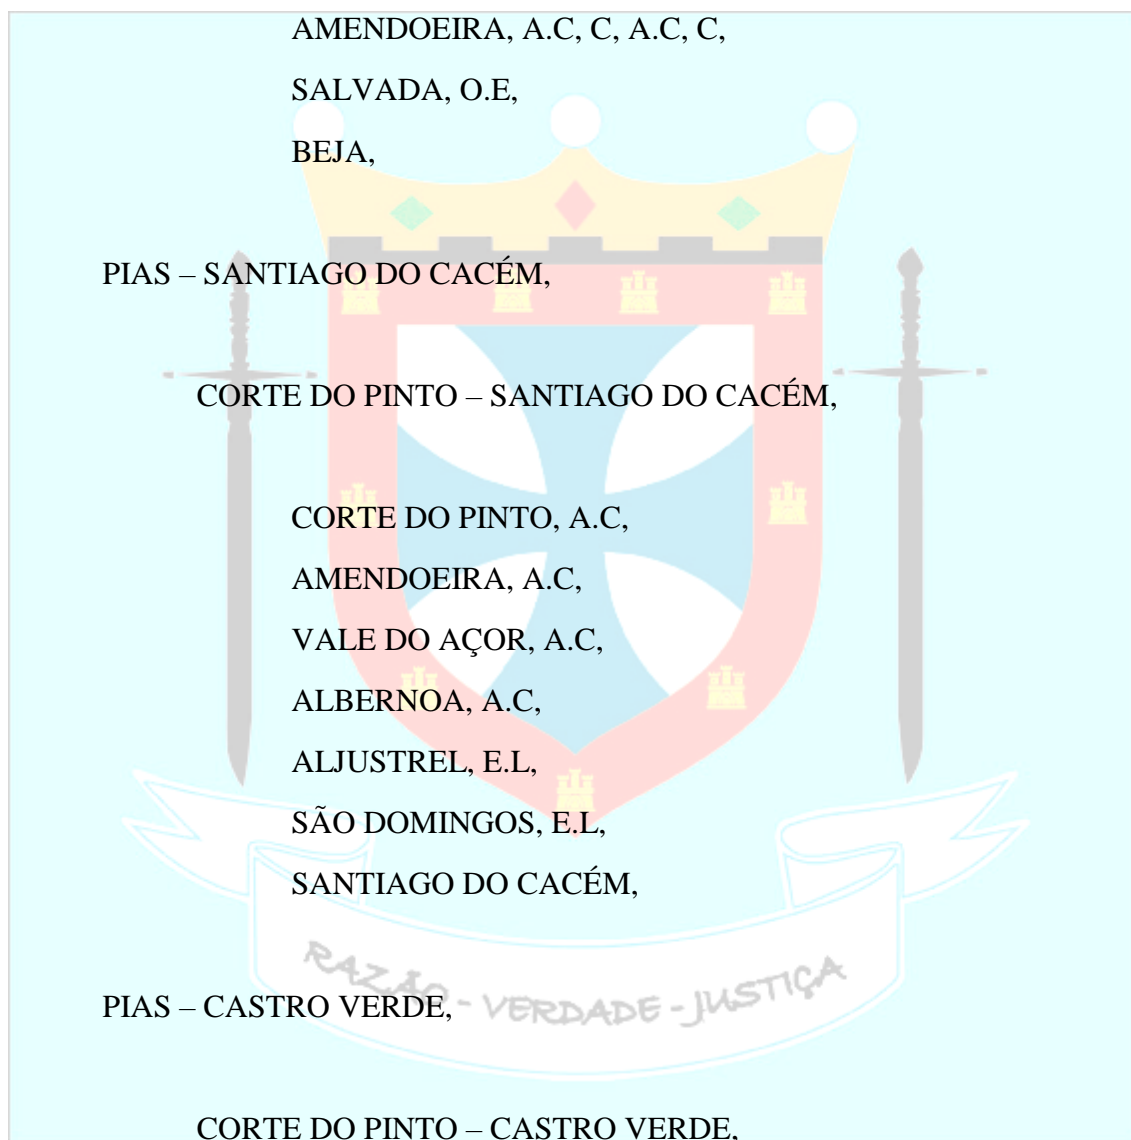 AMENDOEIRA, A.C, C, A.C, C,
SALVADA, O.E,
BEJA,
PIAS – SANTIAGO DO CACÉM,
CORTE DO PINTO – SANTIAGO DO CACÉM,
CORTE DO PINTO, A.C,
AMENDOEIRA, A.C,
VALE DO AÇOR, A.C,
ALBERNOA, A.C,
ALJUSTREL, E.L,
SÃO DOMINGOS, E.L,
SANTIAGO DO CACÉM,
RAZÃO - VERDADE - JUSTIÇA
PIAS – CASTRO VERDE,
CORTE DO PINTO – CASTRO VERDE,